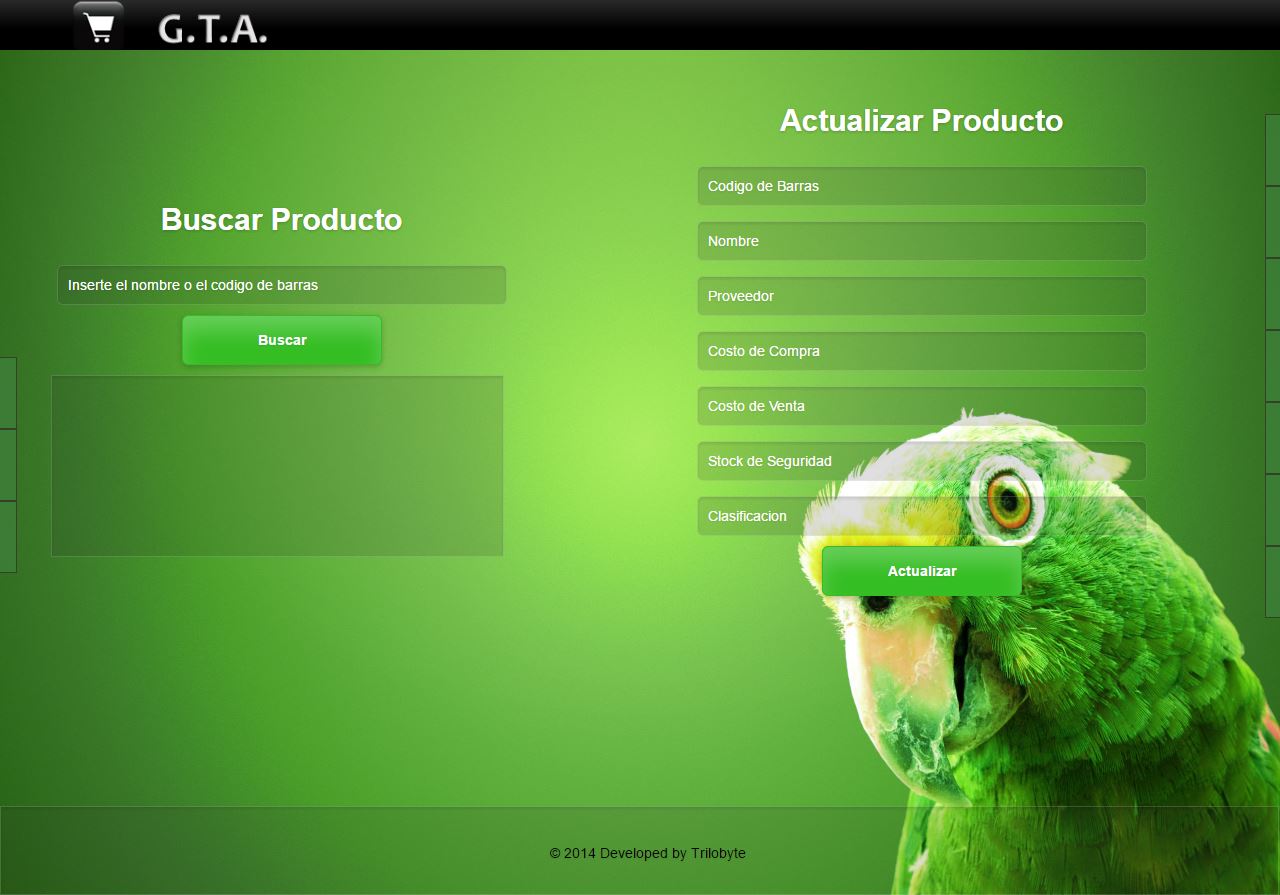 G.T.A.
Buscar Producto
Inserte el nombre o el codigo de barras
Buscar
Actualizar Producto
Codigo de Barras
Nombre
Proveedor
Costo de Compra
Costo de Venta
Stock de Seguridad
Clasificacion
Actualizar
© 2014 Developed by Trilobyte